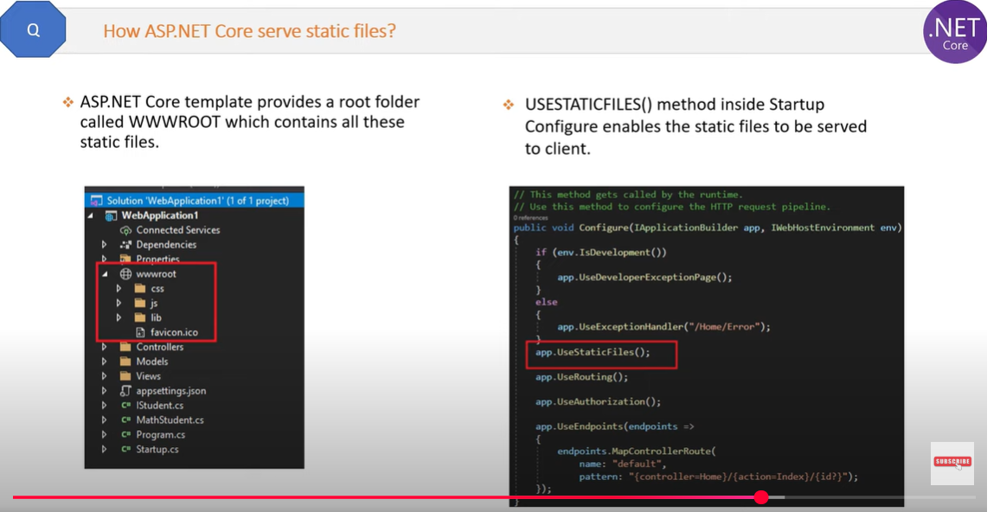 Q
How ASP.NET Core serve static files?
.NET
Core
❖ ASP.NET Core template provides a root folder
called WWWROOT which contains all these
static files.
Solution 'WebApplication1' (1 of 1 project)
WebApplication1
Connected Services
Dependencies
Properties
wwwroot
css
js
lib
favicon.ico
Controllers
Models
Views
appsettings.json
C# IStudent.cs
C# MathStudent.cs
C# Program.cs
C# Startup.cs
❖ USESTATICFILES() method inside Startup
Configure enables the static files to be served
to client.
// This method gets called by the runtime.
// Use this method to configure the HTTP request pipeline.
0 references
public void Configure(IApplicationBuilder app, IWebHostEnvironment env)
{
if (env.IsDevelopment())
{
app.UseDeveloperExceptionPage();
}
else
{
app.UseExceptionHandler("/Home/Error");
}
app.UseStaticFiles();
app.UseRouting();
app.UseAuthorization();
app.UseEndpoints(endpoints =>
{
endpoints.MapControllerRoute(
name: "default",
pattern: "{controller=Home}/{action=Index}/{id?}");
});
}
SUBSCRIBE